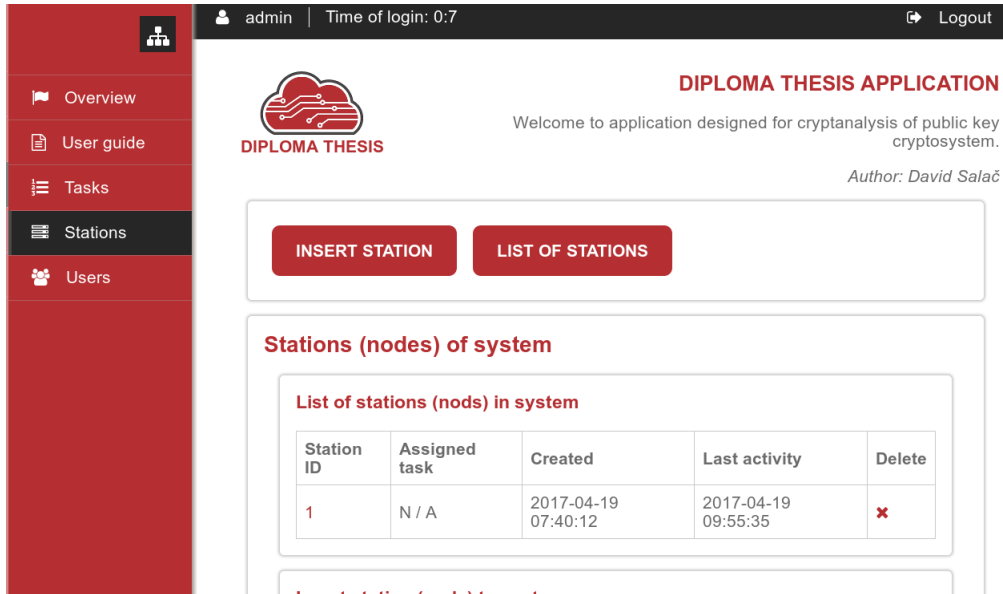 admin
Time of login: 0:7
Logout
Overview
User guide
Tasks
Stations
Users
DIPLOMA THESIS
DIPLOMA THESIS APPLICATION
Welcome to application designed for cryptanalysis of public key
cryptosystem.
Author: David Salač
INSERT STATION
LIST OF STATIONS
Stations (nodes) of system
List of stations (nods) in system
Station ID Assigned task Created Last activity Delete
1 N / A 2017-04-19 07:40:12 2017-04-19 09:55:35